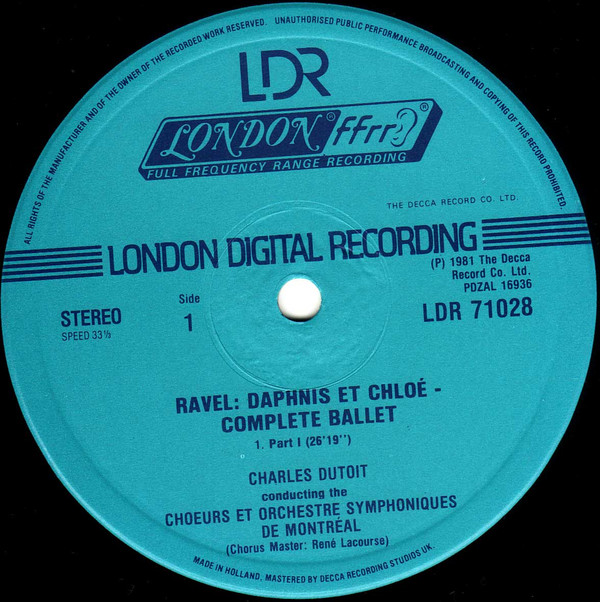 ALL RIGHTS OF THE MANUFACTURER AND OF THE OWNER OF THE RECORDED WORK RESERVED. UNAUTHORISED PUBLIC PERFORMANCE BROADCASTING AND COPYING OF THIS RECORD PROHIBITED.
LDR
LONDON® ffrr®
FULL FREQUENCY RANGE RECORDING
THE DECCA RECORD CO. LTD.
LONDON DIGITAL RECORDING
(P) 1981 The Decca
Record Co. Ltd.
PDZAL 16936
LDR 71028
STEREO
SPEED 33⅓
Side
1
RAVEL: DAPHNIS ET CHLOÉ -
COMPLETE BALLET
1. Part I (26'19'')
CHARLES DUTOIT
conducting the
CHOEURS ET ORCHESTRE SYMPHONIQUES
DE MONTRÉAL
(Chorus Master: René Lacourse)
MADE IN HOLLAND, MASTERED BY DECCA RECORDING STUDIOS UK.